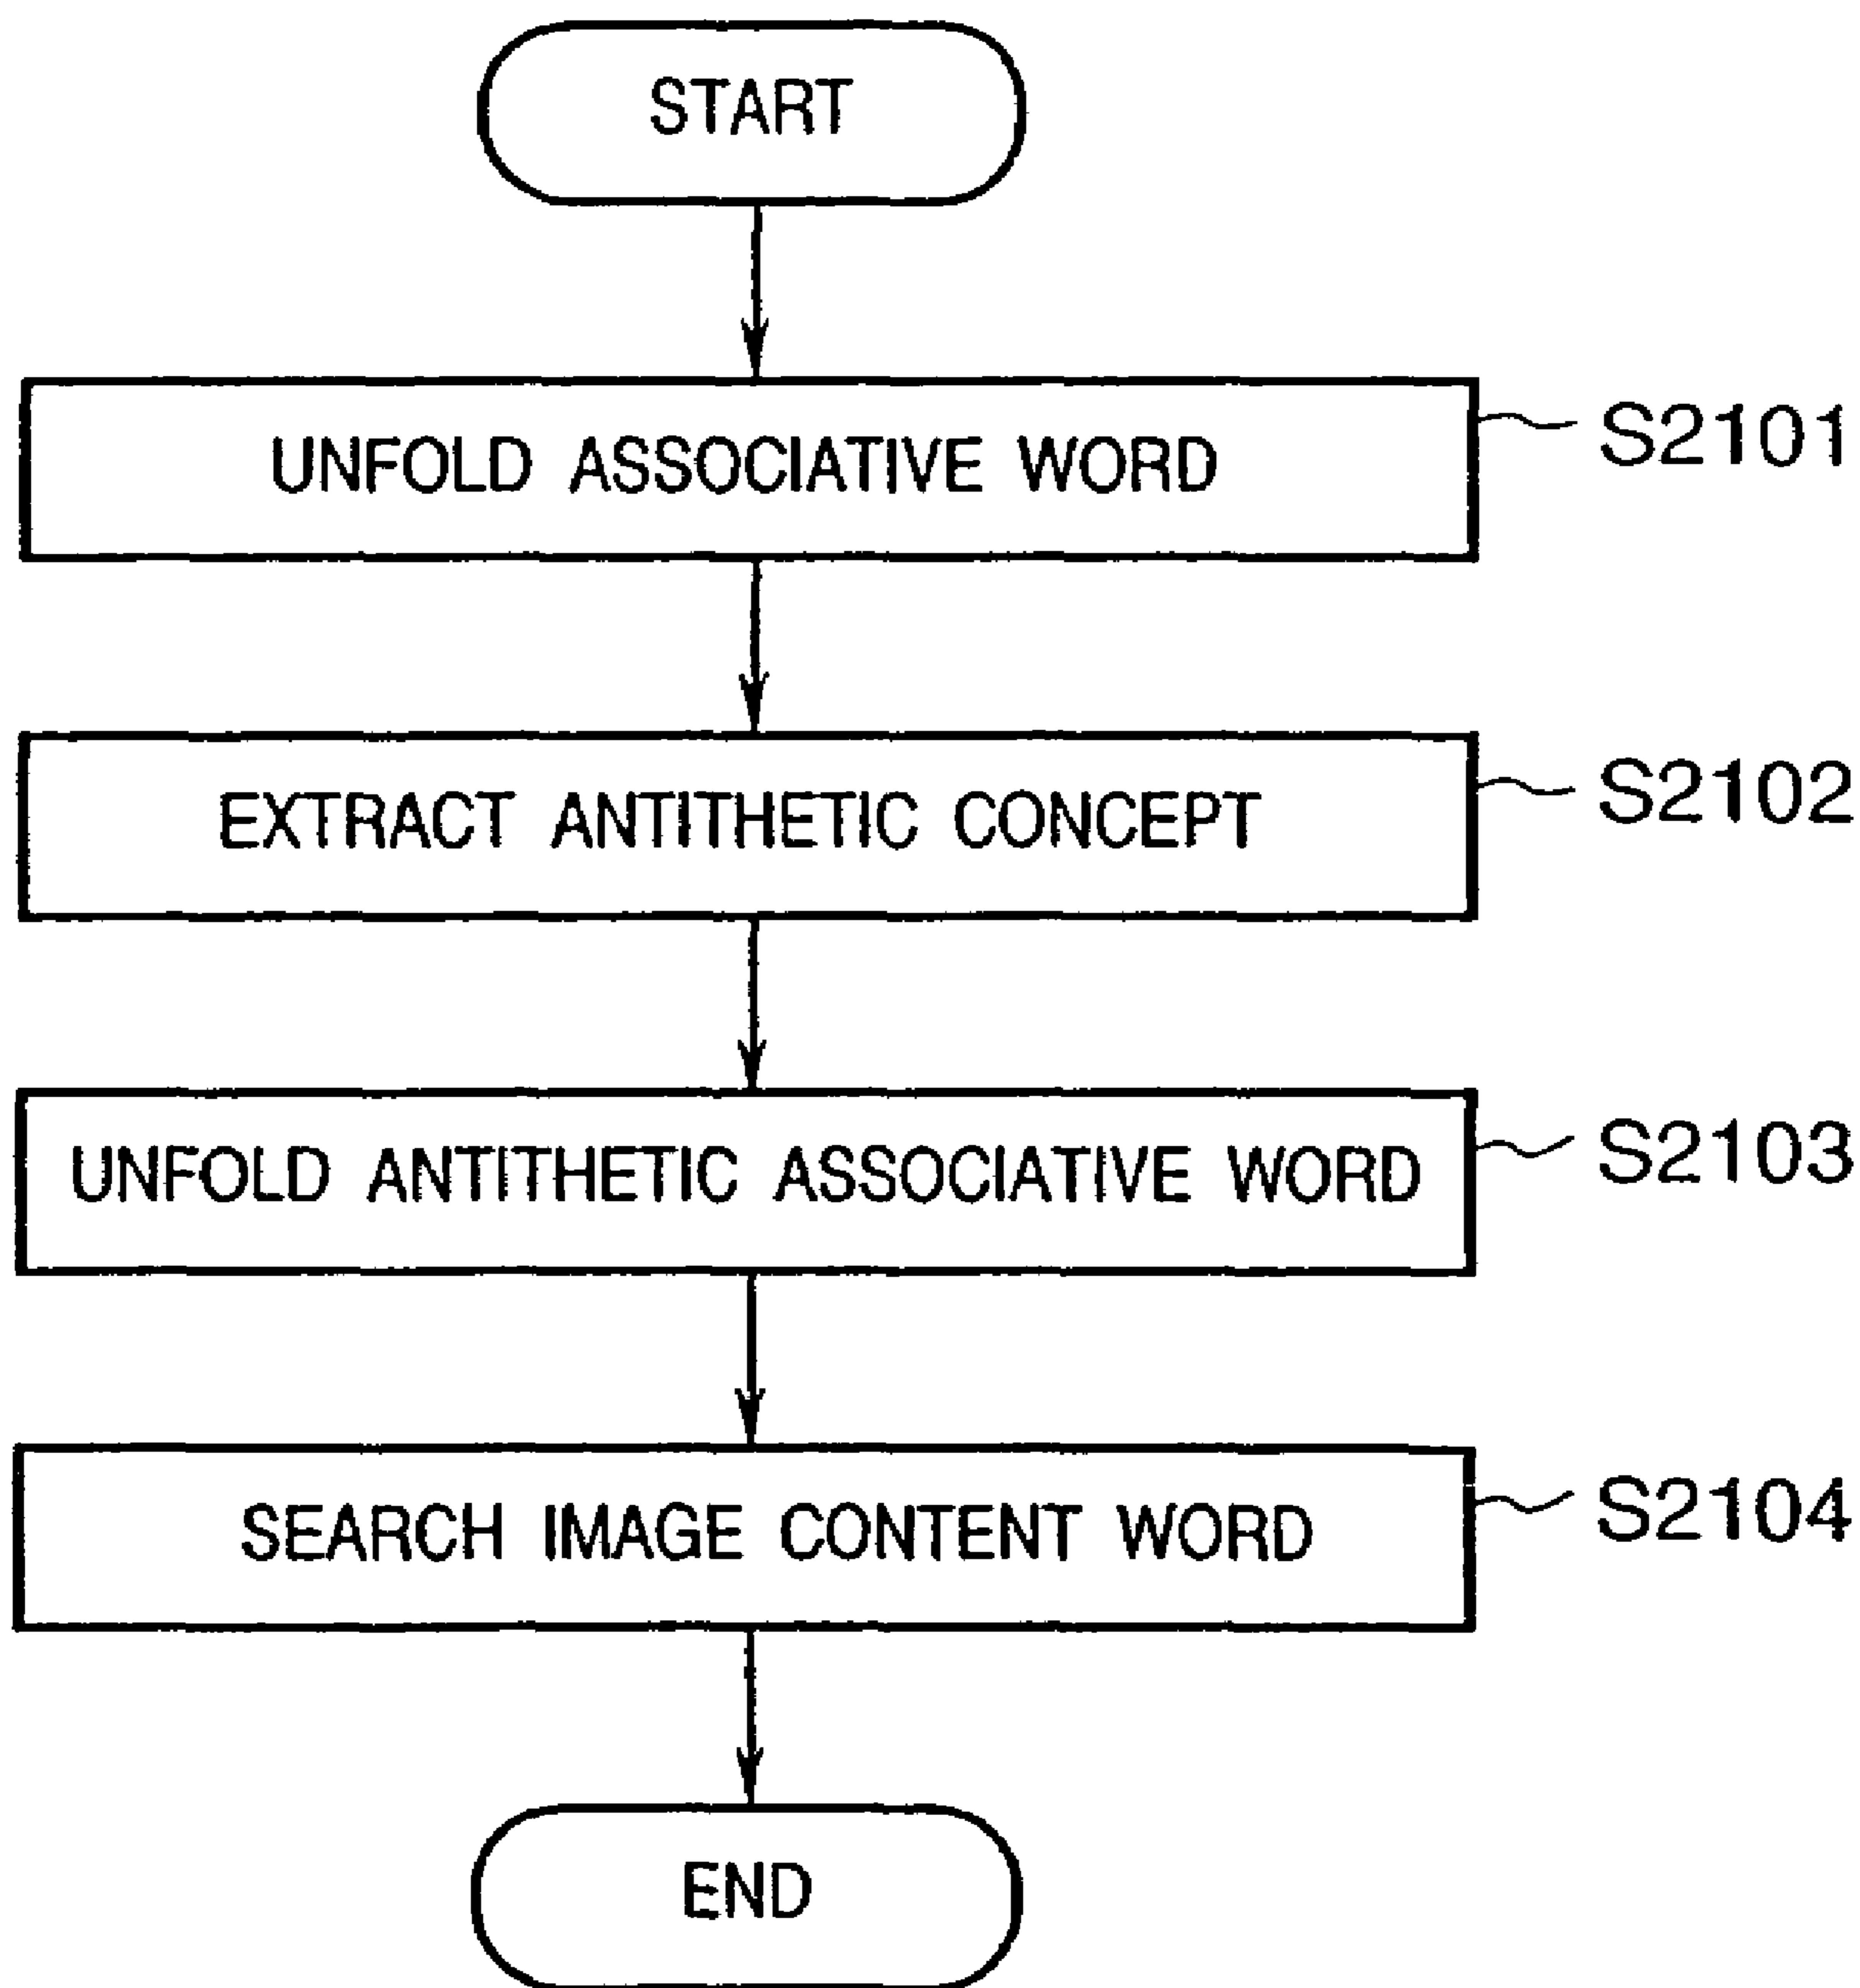 START
UNFOLD ASSOCIATIVE WORD
S2101
EXTRACT ANTITHETIC CONCEPT
S2102
UNFOLD ANTITHETIC ASSOCIATIVE WORD
S2103
SEARCH IMAGE CONTENT WORD
S2104
END